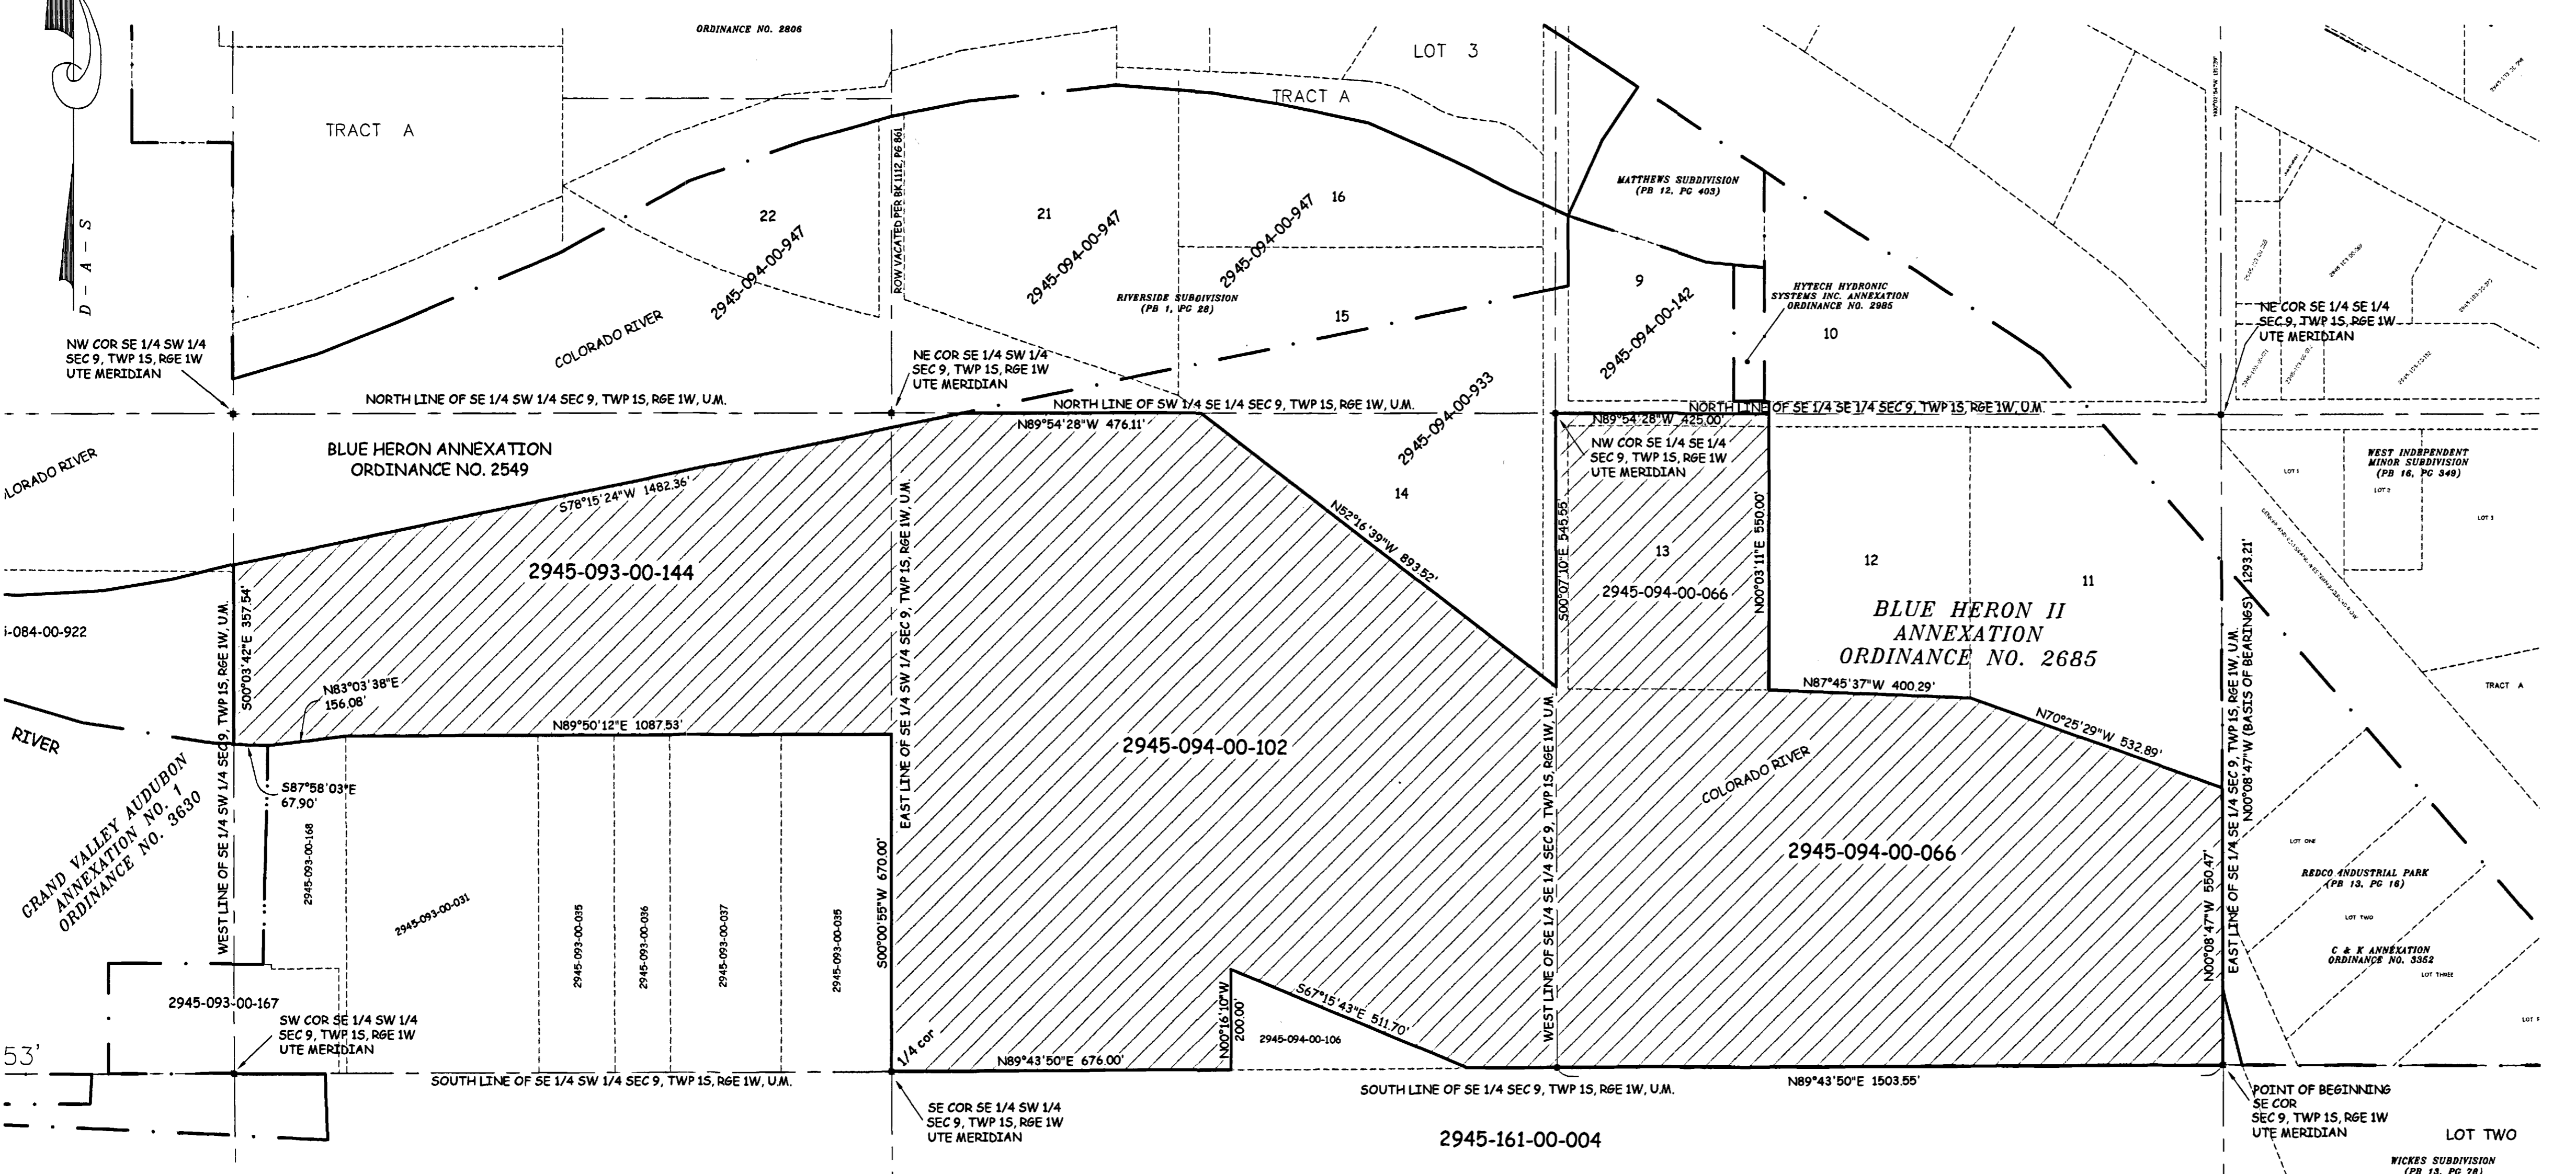 ORDINANCE NO. 2806
LOT 3
TRACT A
TRACT A
D-A-S
ROW VACATED PER BK 1112, PG 861
22
2945-094-00-947
21
2945-094-00-947
16
2945-094-00-947
15
RIVERSIDE SUBDIVISION
(PB 1, PG 28)
MATTHEWS SUBDIVISION
(PB 12, PG 403)
9
2945-094-00-142
HYTECH HYDRONIC
SYSTEMS INC. ANNEXATION
ORDINANCE NO. 2985
10
COLORADO RIVER
NW COR SE 1/4 SW 1/4
SEC 9, TWP 1S, RGE 1W
UTE MERIDIAN
NE COR SE 1/4 SW 1/4
SEC 9, TWP 1S, RGE 1W
UTE MERIDIAN
NE COR SE 1/4 SE 1/4
SEC 9, TWP 1S, RGE 1W
UTE MERIDIAN
NORTH LINE OF SE 1/4 SW 1/4 SEC 9, TWP 1S, RGE 1W, U.M.
NORTH LINE OF SW 1/4 SE 1/4 SEC 9, TWP 1S, RGE 1W, U.M.
NORTH LINE OF SE 1/4 SE 1/4 SEC 9, TWP 1S, RGE 1W, U.M.
N89°54'28"W 476.11'
N89°54'28"W 425.00'
NW COR SE 1/4 SE 1/4
SEC 9, TWP 1S, RGE 1W
UTE MERIDIAN
BLUE HERON ANNEXATION
ORDINANCE NO. 2549
LORADO RIVER
S78°15'24"W 1482.36'
2945-094-00-933
14
N52°16'39"W 893.52'
WEST INDEPENDENT
MINOR SUBDIVISION
(PB 16, PG 349)
LOT 1
LOT 2
LOT 3
2945-093-00-144
S00°03'42"E 357.54'
WEST LINE OF SE 1/4 SW 1/4 SEC 9, TWP 1S, RGE 1W, U.M.
EAST LINE OF SE 1/4 SW 1/4 SEC 9, TWP 1S, RGE 1W, U.M.
S00°07'10"E 545.55'
13
2945-094-00-066
N00°03'11"E 550.00'
12
11
BLUE HERON II
ANNEXATION
ORDINANCE NO. 2685
-084-00-922
N83°03'38"E
156.08'
N89°50'12"E 1087.53'
N87°45'37"W 400.29'
N70°25'29"W 532.89'
N00°08'47"W (BASIS OF BEARINGS) 1293.21'
TRACT A
RIVER
GRAND VALLEY AUDUBON
ANNEXATION NO. 1
ORDINANCE NO. 3630
S87°58'03"E
67.90'
2945-094-00-102
COLORADO RIVER
2945-094-00-066
2945-093-00-168
2945-093-00-031
2945-093-00-035
2945-093-00-036
2945-093-00-037
2945-093-00-035
S00°00'55"W 670.00'
WEST LINE OF SE 1/4 SE 1/4 SEC 9, TWP 1S, RGE 1W, U.M.
N00°08'47"W 550.47'
EAST LINE OF SE 1/4 SE 1/4 SEC 9, TWP 1S, RGE 1W, U.M.
LOT ONE
REDCO INDUSTRIAL PARK
(PB 13, PG 16)
LOT TWO
C & K ANNEXATION
ORDINANCE NO. 3352
LOT THREE
2945-093-00-167
53'
SW COR SE 1/4 SW 1/4
SEC 9, TWP 1S, RGE 1W
UTE MERIDIAN
1/4 cor
N89°43'50"E 676.00'
N00°16'10"W
200.00'
S67°15'43"E 511.70'
2945-094-00-106
SOUTH LINE OF SE 1/4 SW 1/4 SEC 9, TWP 1S, RGE 1W, U.M.
SOUTH LINE OF SE 1/4 SEC 9, TWP 1S, RGE 1W, U.M.
N89°43'50"E 1503.55'
SE COR SE 1/4 SW 1/4
SEC 9, TWP 1S, RGE 1W
UTE MERIDIAN
2945-161-00-004
POINT OF BEGINNING
SE COR
SEC 9, TWP 1S, RGE 1W
UTE MERIDIAN
LOT TWO
WICKES SUBDIVISION
(PB 13, PG 78)